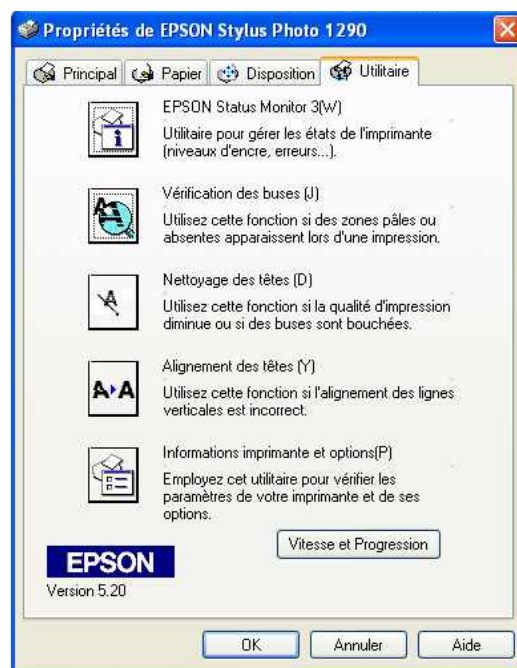 Propriétés de EPSON Stylus Photo 1290
Principal Papier Disposition Utilitaire
EPSON Status Monitor 3(W)
Utilitaire pour gérer les états de l'imprimante
(niveaux d'encre, erreurs...).
Vérification des buses (J)
Utilisez cette fonction si des zones pâles ou
absentes apparaissent lors d'une impression.
Nettoyage des têtes (D)
Utilisez cette fonction si la qualité d'impression
diminue ou si des buses sont bouchées.
Alignement des têtes (Y)
Utilisez cette fonction si l'alignement des lignes
verticales est incorrect.
Informations imprimante et options(P)
Employez cet utilitaire pour vérifier les
paramètres de votre imprimante et de ses
options.
Vitesse et Progression
EPSON
Version 5.20
OK Annuler Aide